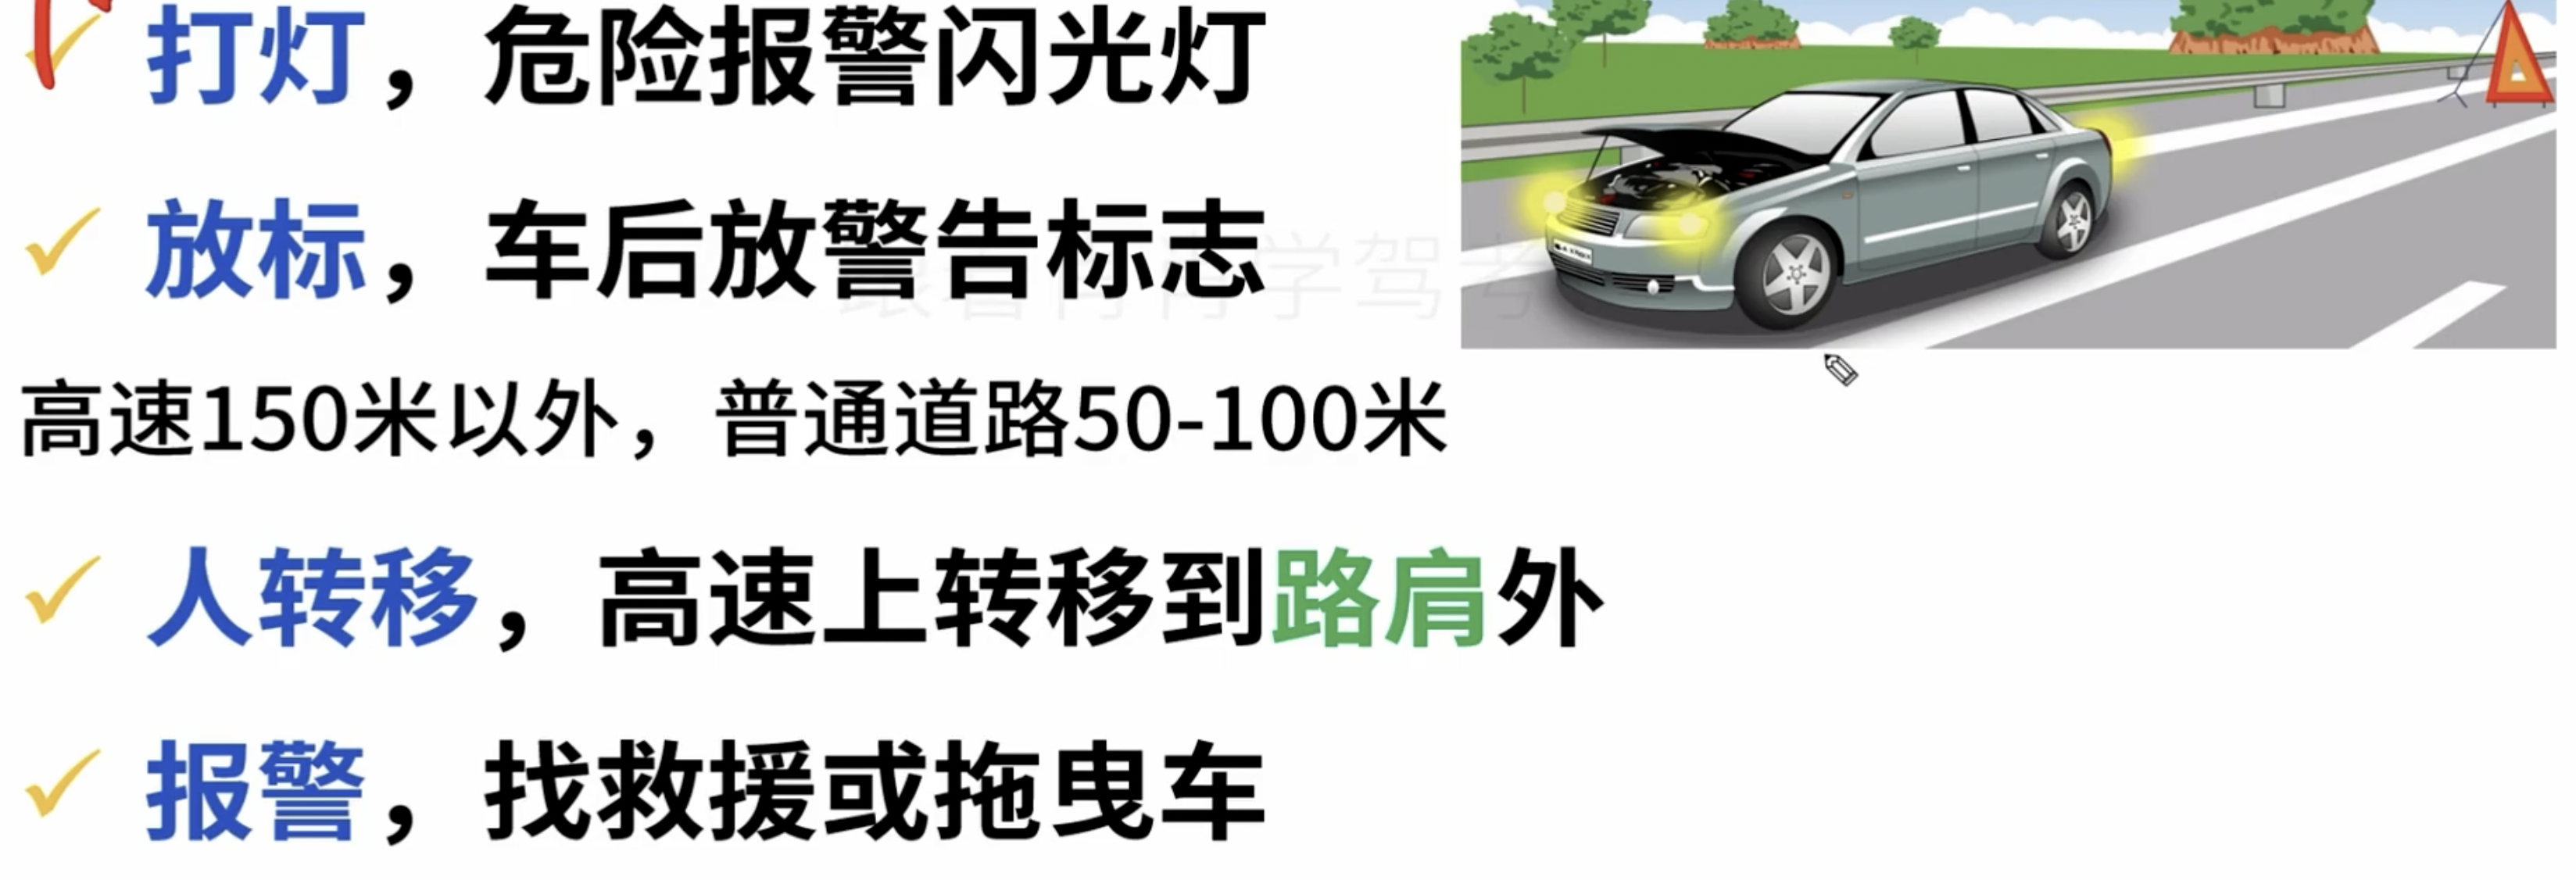 打灯，危险报警闪光灯
放标，车后放警告标志
高速150米以外，普通道路50-100米
人转移，高速上转移到路肩外
报警，找救援或拖曳车